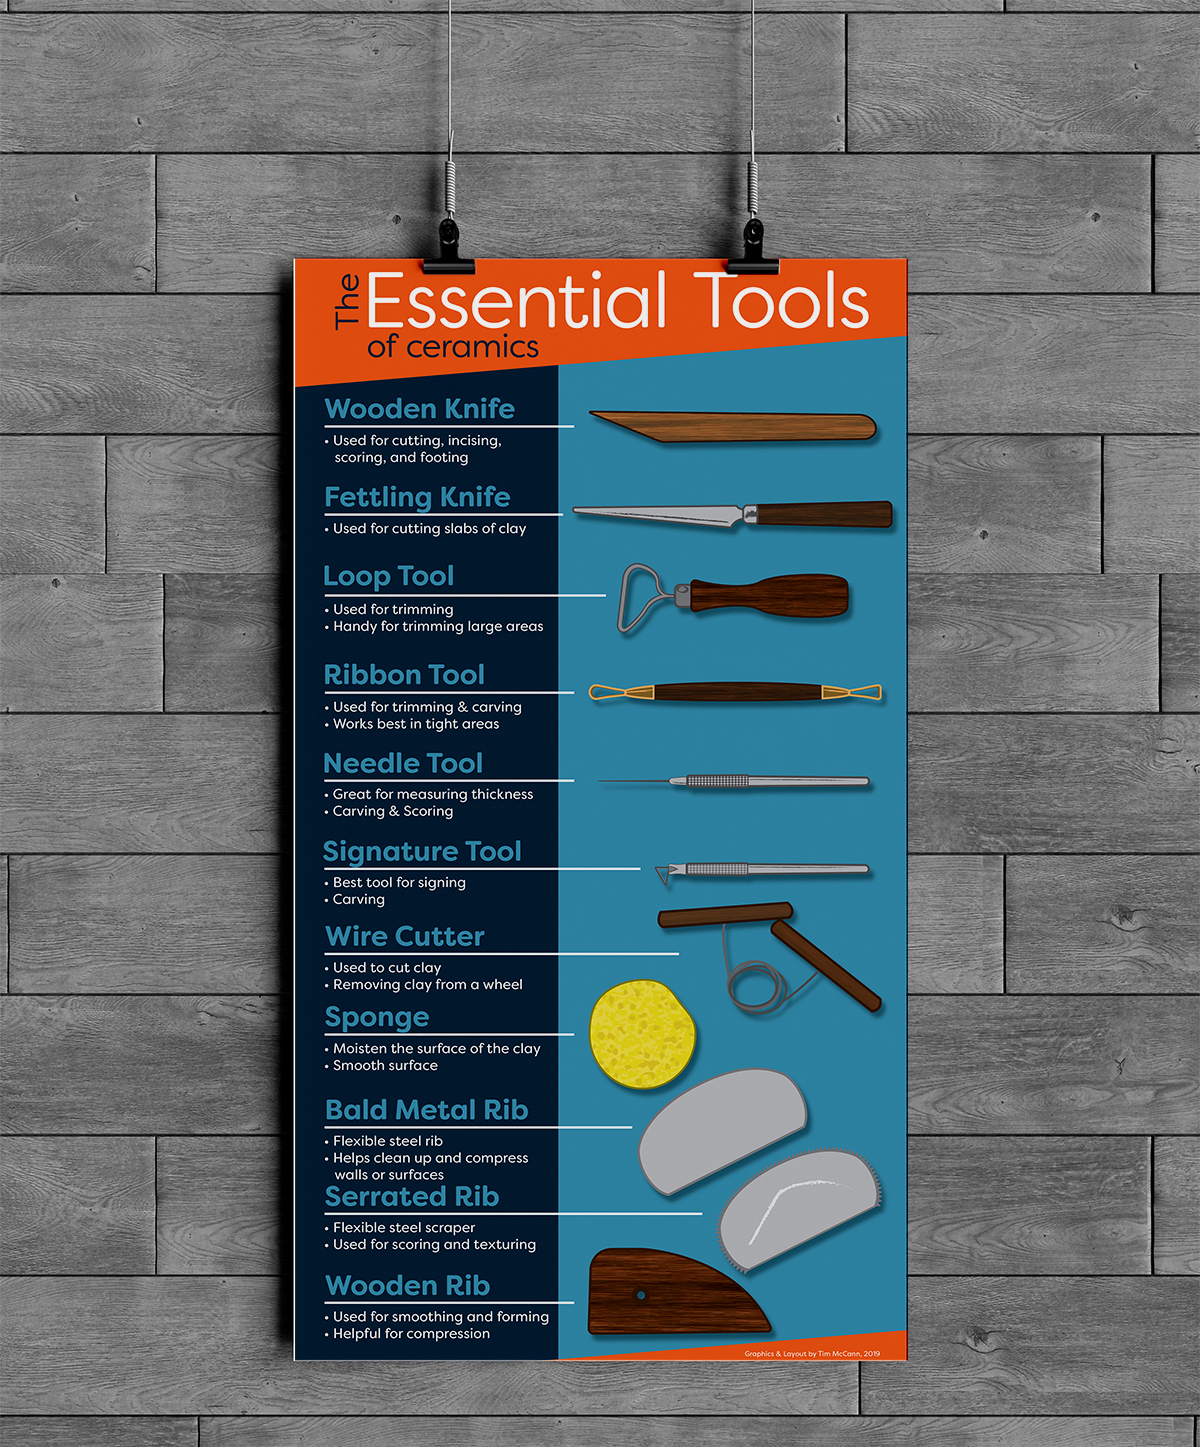 The
Essential Tools
of ceramics
Wooden Knife
• Used for cutting, incising,
scoring, and footing
Fettling Knife
• Used for cutting slabs of clay
Loop Tool
• Used for trimming
• Handy for trimming large areas
Ribbon Tool
• Used for trimming & carving
• Works best in tight areas
Needle Tool
• Great for measuring thickness
• Carving & Scoring
Signature Tool
• Best tool for signing
• Carving
Wire Cutter
• Used to cut clay
• Removing clay from a wheel
Sponge
• Moisten the surface of the clay
• Smooth surface
Bald Metal Rib
• Flexible steel rib
• Helps clean up and compress
walls or surfaces
Serrated Rib
• Flexible steel scraper
• Used for scoring and texturing
Wooden Rib
• Used for smoothing and forming
• Helpful for compression
Graphics & Layout by Tim McCann, 2019